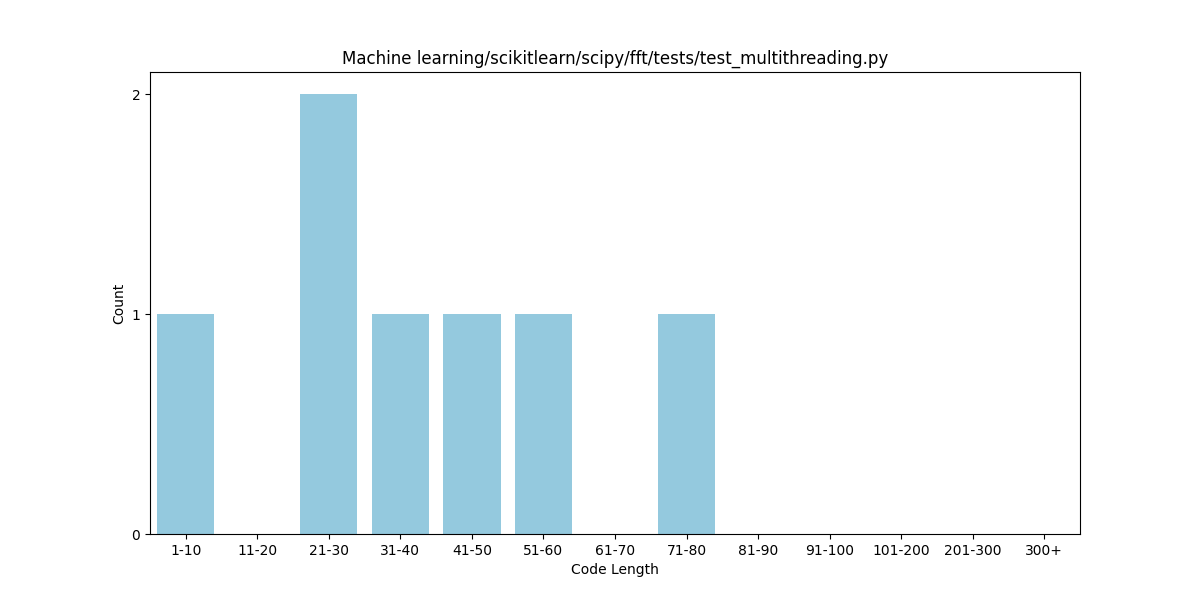 Machine learning/scikitlearn/scipy/fft/tests/test_multithreading.py
2
1
0
Count
1-10 11-20 21-30 31-40 41-50 51-60 61-70 71-80 81-90 91-100 101-200 201-300 300+
Code Length